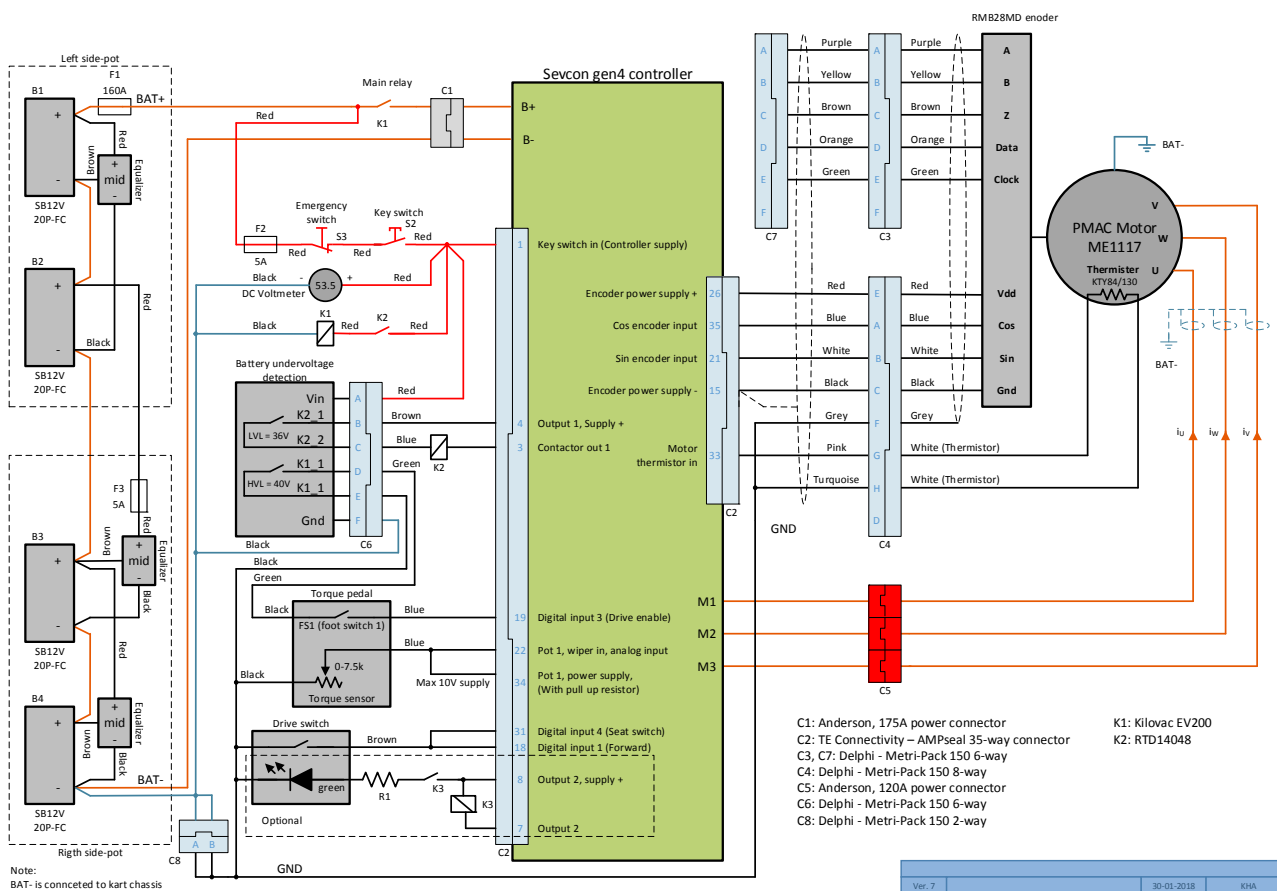 RMB28MD enoder
Left side-pot
F1
160A
BAT+
B1
+
-
Red
Brown
+
mid
-
Equalizer
SB12V
20P-FC
B2
+
-
Red
Black
SB12V
20P-FC
F3
5A
B3
+
-
Brown
Red
+
mid
-
Equalizer
Black
SB12V
20P-FC
Red
B4
+
-
Brown
+
mid
-
Equalizer
Black
BAT-
SB12V
20P-FC
Rigth side-pot
Note:
BAT- is connceted to kart chassis
C8
A B
GND
Main relay
K1
Red
C1
Sevcon gen4 controller
B+
B-
Emergency
switch
S3
Key switch
S2
F2
5A
Red
Red
Red
Red
1
Key switch in (Controller supply)
Black
-
53.5
+
Red
DC Voltmeter
K1
Black
Red
K2
Red
Battery undervoltage
detection
Vin
A
Red
K2_1
B
Brown
4
Output 1, Supply +
LVL = 36V
K2_2
C
Blue
K2
3
Contactor out 1
K1_1
D
Green
HVL = 40V
K1_1
E
Gnd
F
C6
Black
Black
Green
Torque pedal
Black
Blue
FS1 (foot switch 1)
19
Digital input 3 (Drive enable)
Blue
22
Pot 1, wiper in, analog input
0-7.5k
Black
Max 10V supply
34
Pot 1, power supply,
(With pull up resistor)
Torque sensor
Drive switch
Brown
31
Digital input 4 (Seat switch)
18
Digital input 1 (Forward)
green
R1
K3
8
Output 2, supply +
K3
Optional
7
Output 2
C2
Encoder power supply +
26
Cos encoder input
35
Sin encoder input
21
Encoder power supply -
15
Motor
thermistor in
33
C2
M1
M2
M3
C5
A
Purple
A
Purple
A
B
Yellow
B
Yellow
B
C
Brown
C
Brown
Z
D
Orange
D
Orange
Data
E
Green
E
Green
Clock
F
F
C7
C3
Red
E
Red
Vdd
Blue
A
Blue
Cos
White
B
White
Sin
Black
C
Black
Gnd
Grey
F
Grey
Pink
G
White (Thermistor)
Turquoise
H
White (Thermistor)
D
C4
GND
BAT-
PMAC Motor
ME1117
Thermister
KTY84/130
V
W
U
BAT-
iU
iW
iV
C1: Anderson, 175A power connector
C2: TE Connectivity – AMPseal 35-way connector
C3, C7: Delphi - Metri-Pack 150 6-way
C4: Delphi - Metri-Pack 150 8-way
C5: Anderson, 120A power connector
C6: Delphi - Metri-Pack 150 6-way
C8: Delphi - Metri-Pack 150 2-way
K1: Kilovac EV200
K2: RTD14048
Ver. 7
30-01-2018
KHA